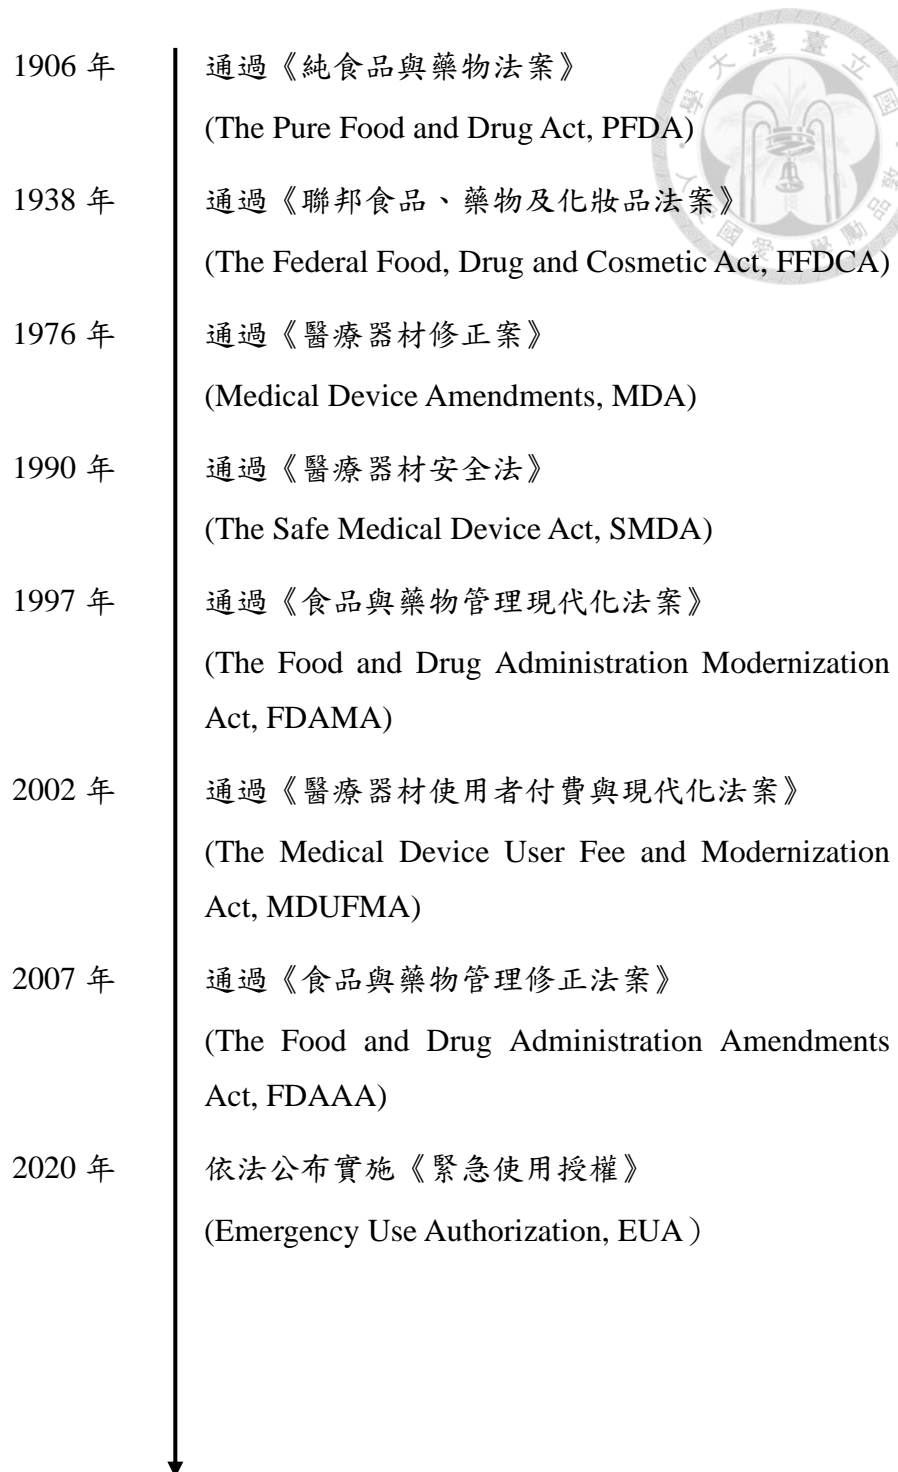 1906 年 通過《純食品與藥物法案》
(The Pure Food and Drug Act, PFDA)
1938 年 通過《聯邦食品、藥物及化妝品法案》
(The Federal Food, Drug and Cosmetic Act, FFDCA)
1976 年 通過《醫療器材修正案》
(Medical Device Amendments, MDA)
1990 年 通過《醫療器材安全法》
(The Safe Medical Device Act, SMDA)
1997 年 通過《食品與藥物管理現代化法案》
(The Food and Drug Administration Modernization
Act, FDAMA)
2002 年 通過《醫療器材使用者付費與現代化法案》
(The Medical Device User Fee and Modernization
Act, MDUFMA)
2007 年 通過《食品與藥物管理修正法案》
(The Food and Drug Administration Amendments
Act, FDAAA)
2020 年 依法公布實施《緊急使用授權》
(Emergency Use Authorization, EUA）